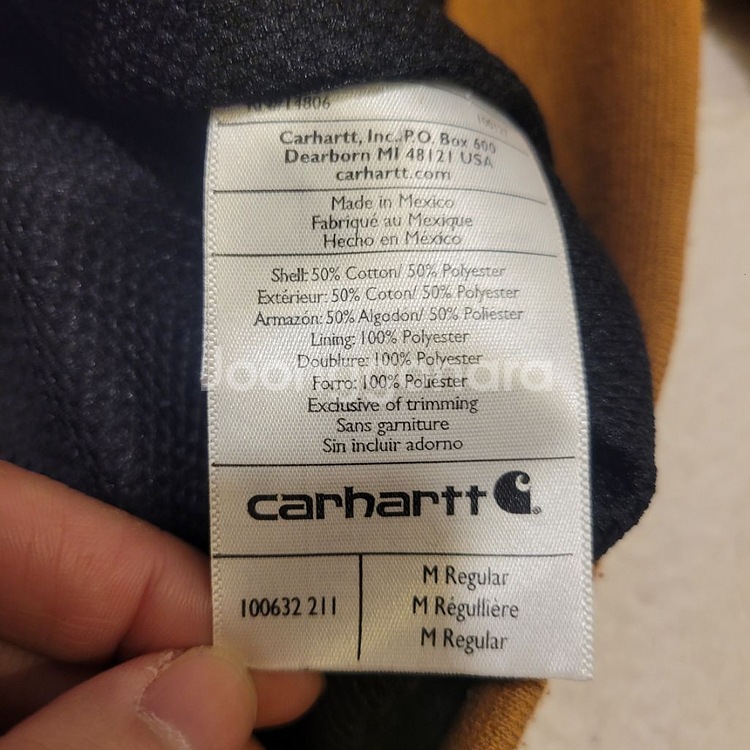 14806
Carhartt, Inc. P.O. Box 600
Dearborn MI 48121 USA
carhartt.com
Made in Mexico
Fabriqué au Mexique
Hecho en México
Shell: 50% Cotton/ 50% Polyester
Extérieur: 50% Coton/ 50% Polyester
Armazón: 50% Algodón/ 50% Poliester
Lining: 100% Polyester
Doublure: 100% Polyester
Forro: 100% Poliester
Exclusive of trimming
Sans garniture
Sin incluir adorno
carhartt
100632 211
M Regular
M Régullière
M Regular